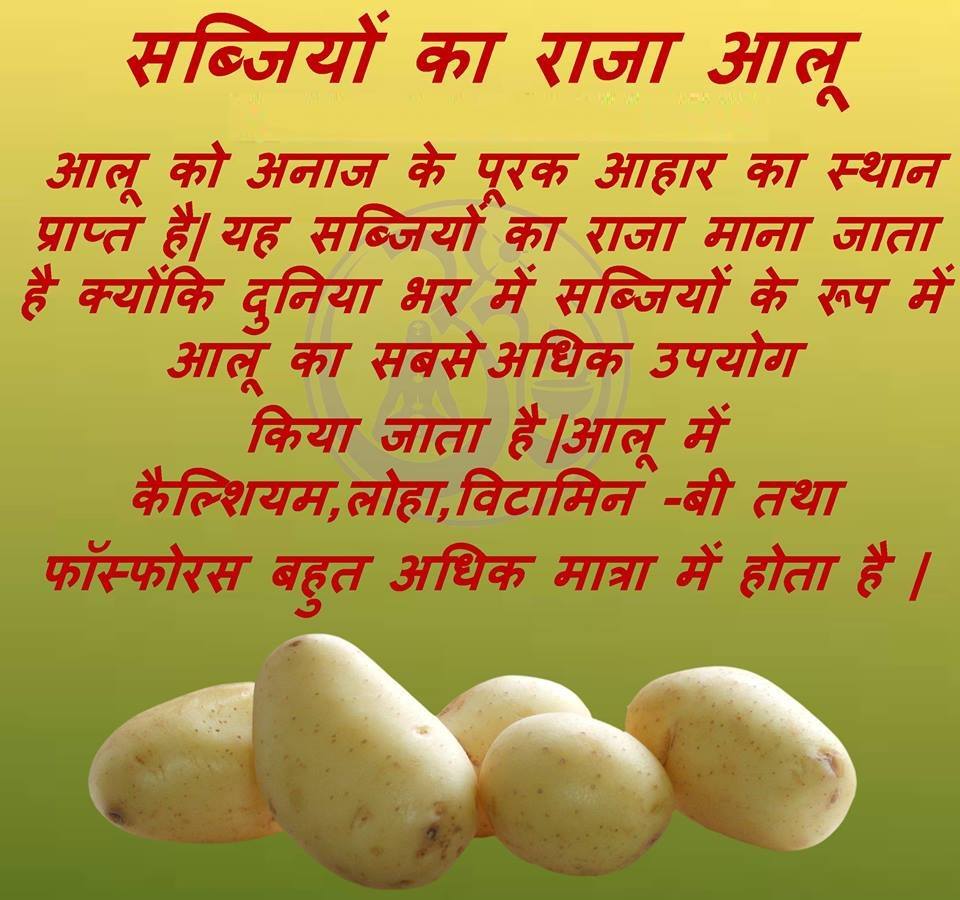 सब्जियों का राजा आलू
आलू को अनाज के पूरक आहार का स्थान
प्राप्त है| यह सब्जियों का राजा माना जाता
है क्योंकि दुनिया भर में सब्जियों के रूप में
आलू का सबसे अधिक उपयोग
किया जाता है |आलू में
कैल्शियम,लोहा,विटामिन -बी तथा
फॉस्फोरस बहुत अधिक मात्रा में होता है |